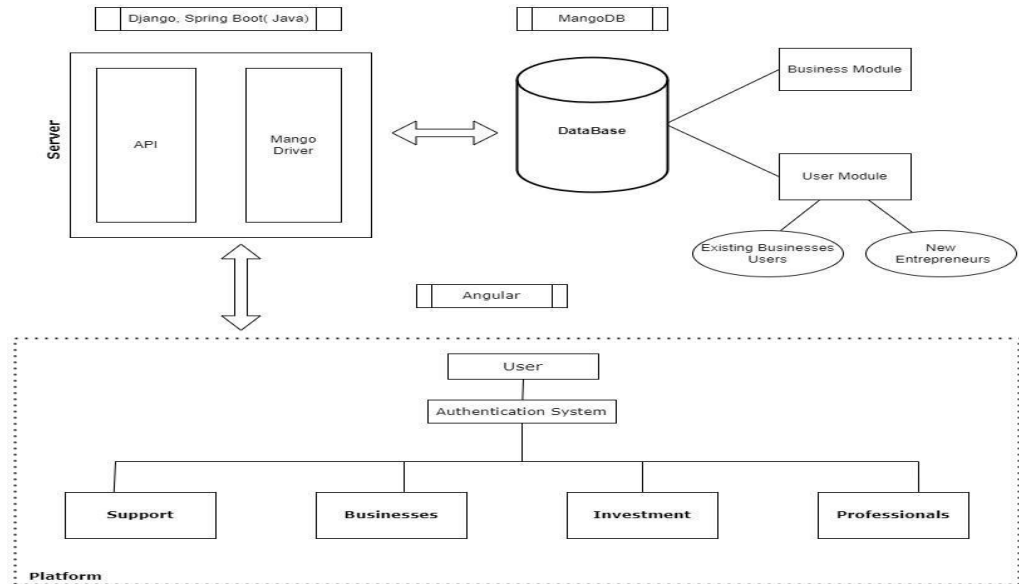 Django, Spring Boot( Java)
MangoDB
Server
API
Mango
Driver
DataBase
Business Module
User Module
Existing Businesses
Users
New
Entrepreneurs
Angular
User
Authentication System
Support
Businesses
Investment
Professionals
Platform